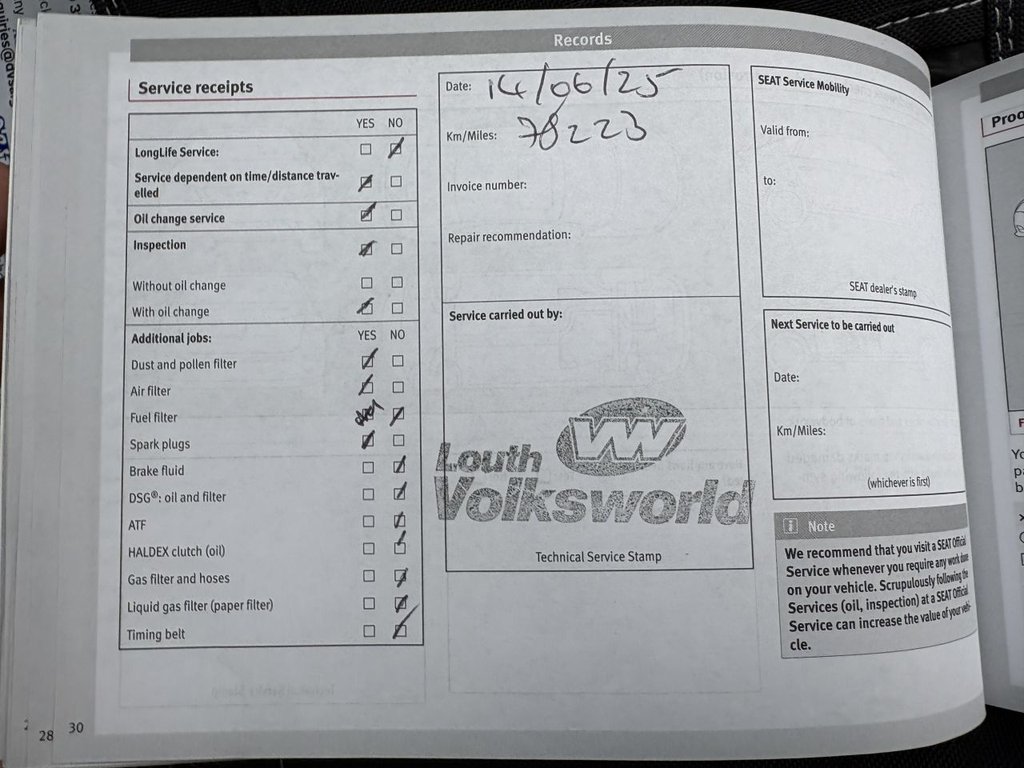 Records
Service receipts
YES NO
LongLife Service:
Service dependent on time/distance trav-
elled
Oil change service
Inspection
Without oil change
With oil change
Additional jobs: YES NO
Dust and pollen filter
Air filter
Fuel filter
Spark plugs
Brake fluid
DSG®: oil and filter
ATF
HALDEX clutch (oil)
Gas filter and hoses
Liquid gas filter (paper filter)
Timing belt
Date: 14/06/25
Km/Miles: 78223
Invoice number:
Repair recommendation:
Service carried out by:
Louth
VW
Volksworld
Technical Service Stamp
SEAT Service Mobility
Valid from:
to:
SEAT dealer's stamp
Next Service to be carried out
Date:
Km/Miles:
(whichever is first)
i Note
We recommend that you visit a SEAT Official
Service whenever you require any work done
on your vehicle. Scrupulously following the
Services (oil, inspection) at a SEAT Official
Service can increase the value of your vehi-
cle.
30
28